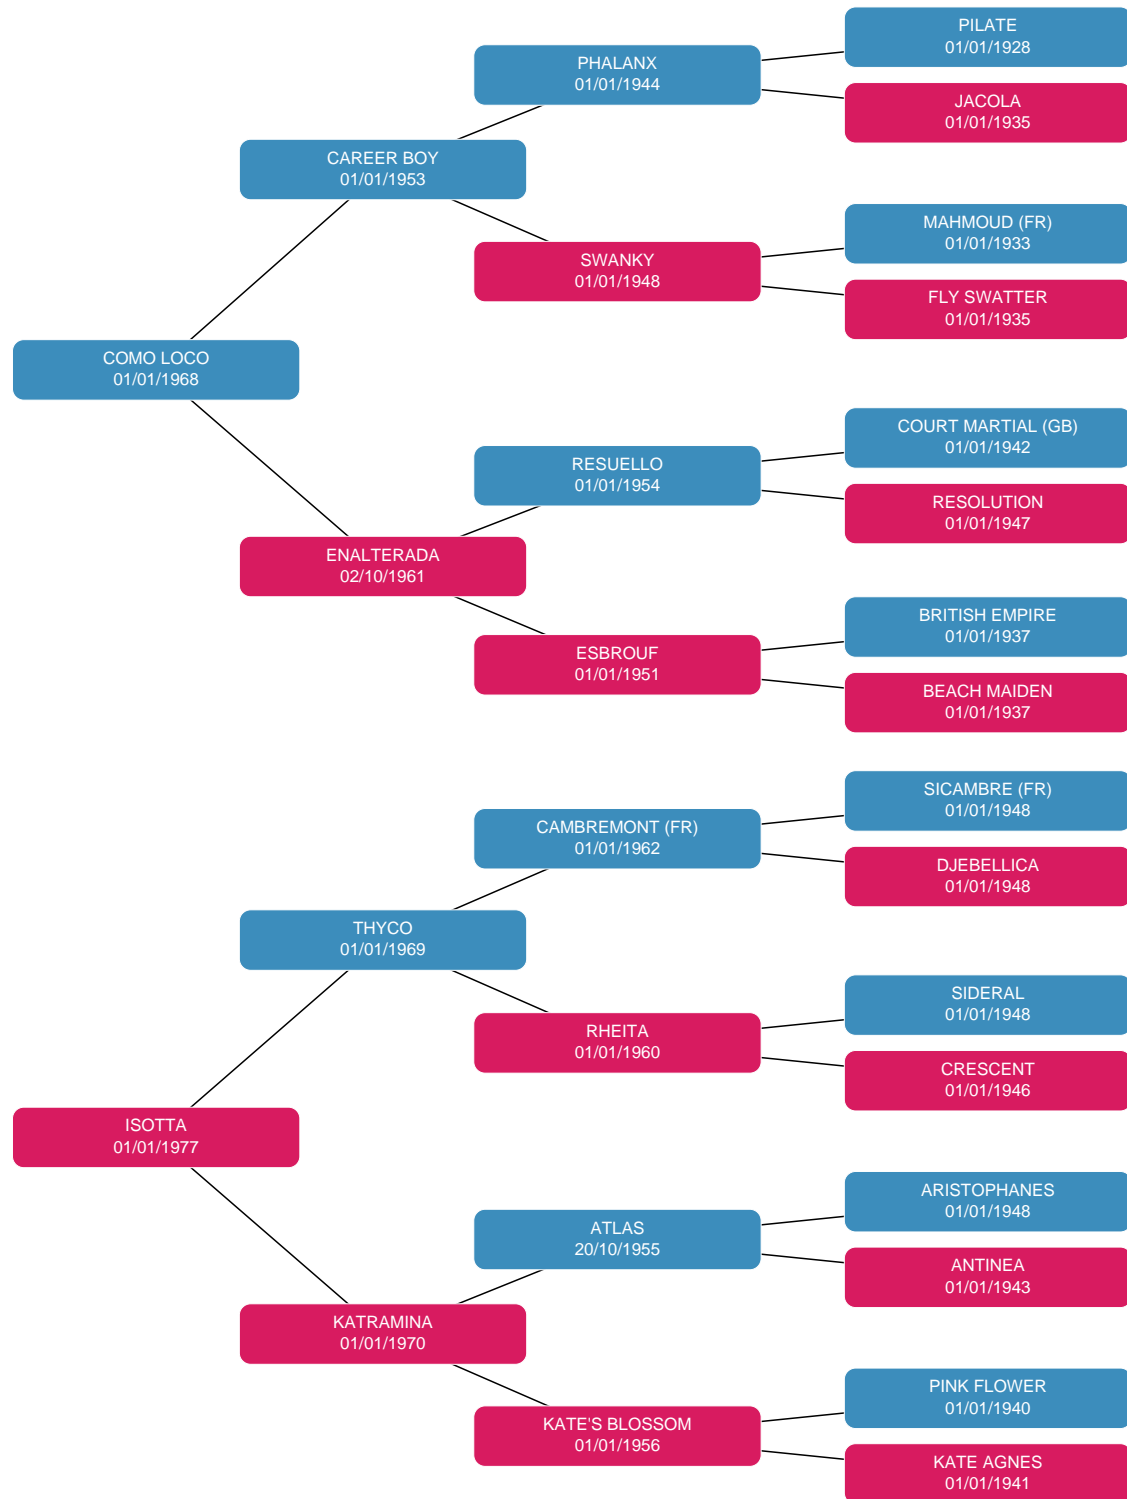 PILATE
01/01/1928
PHALANX
01/01/1944
JACOLA
01/01/1935
CAREER BOY
01/01/1953
MAHMOUD (FR)
01/01/1933
SWANKY
01/01/1948
FLY SWATTER
01/01/1935
COMO LOCO
01/01/1968
COURT MARTIAL (GB)
01/01/1942
RESUELLO
01/01/1954
RESOLUTION
01/01/1947
ENALTERADA
02/10/1961
BRITISH EMPIRE
01/01/1937
ESBROUF
01/01/1951
BEACH MAIDEN
01/01/1937
SICAMBRE (FR)
01/01/1948
CAMBREMONT (FR)
01/01/1962
DJEBELLICA
01/01/1948
THYCO
01/01/1969
SIDERAL
01/01/1948
RHEITA
01/01/1960
CRESCENT
01/01/1946
ISOTTA
01/01/1977
ARISTOPHANES
01/01/1948
ATLAS
20/10/1955
ANTINEA
01/01/1943
KATRAMINA
01/01/1970
PINK FLOWER
01/01/1940
KATE'S BLOSSOM
01/01/1956
KATE AGNES
01/01/1941